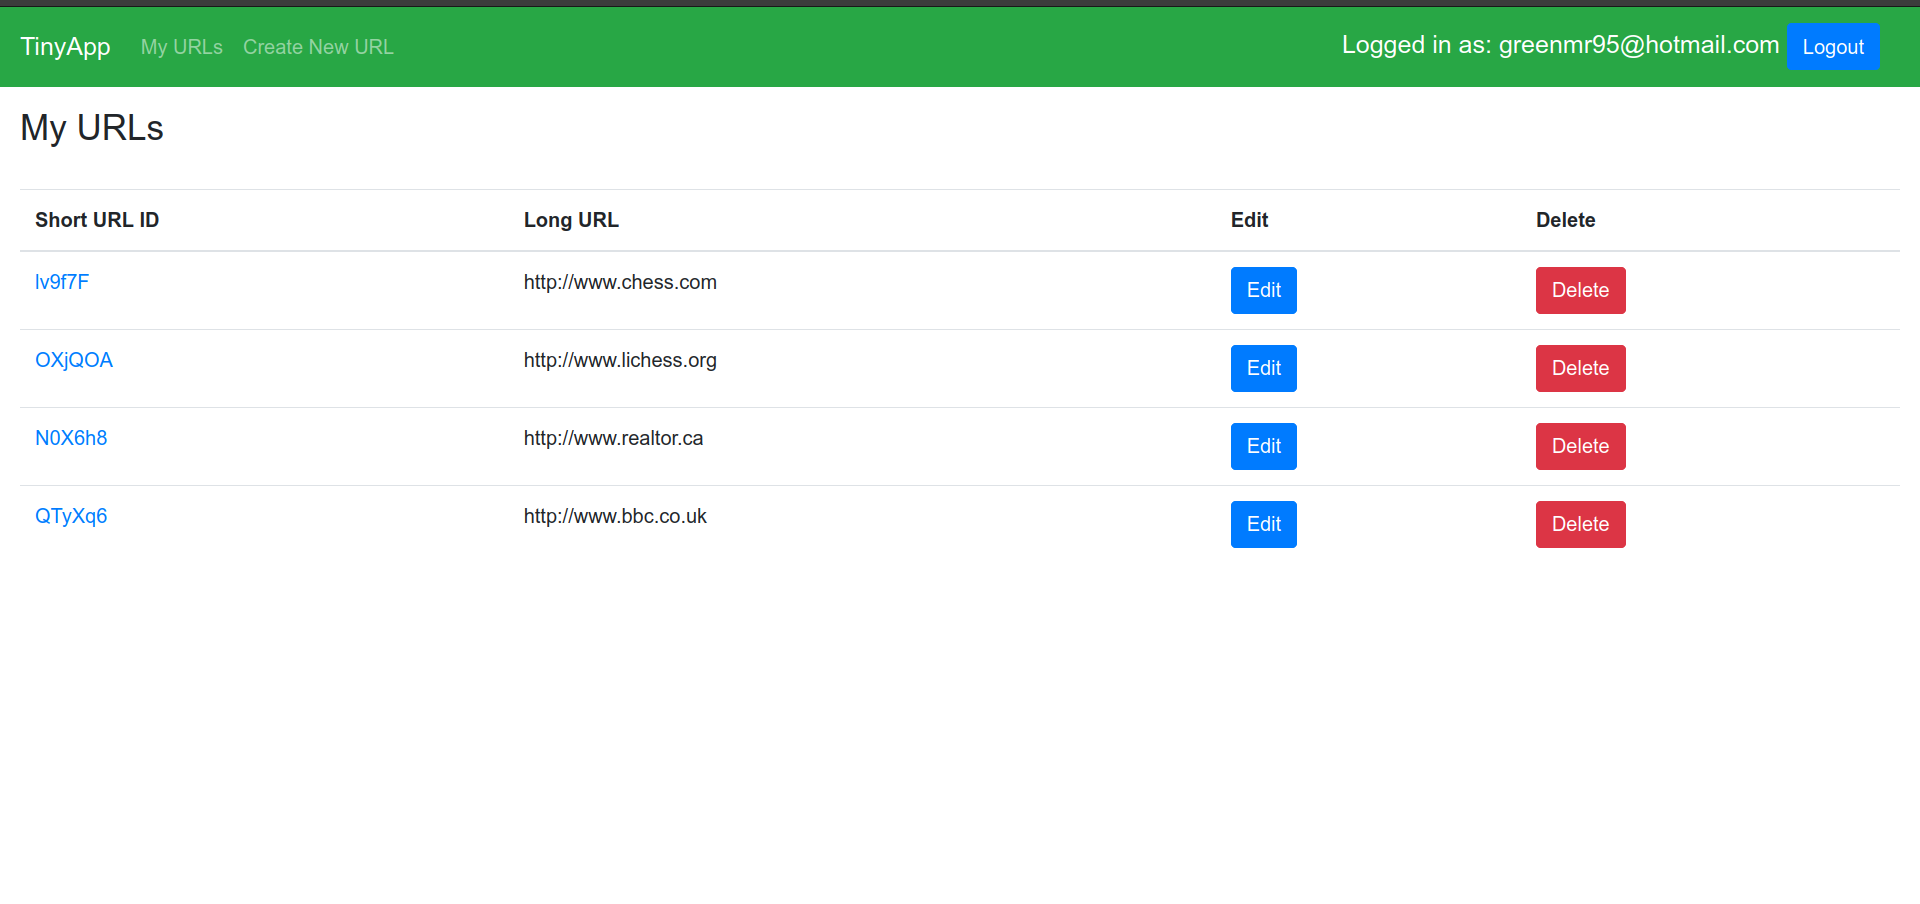 TinyApp My URLs Create New URL Logged in as: greenmr95@hotmail.com Logout
My URLs
Short URL ID Long URL Edit Delete
lv9f7F http://www.chess.com Edit Delete
OXjQOA http://www.lichess.org Edit Delete
N0X6h8 http://www.realtor.ca Edit Delete
QTyXq6 http://www.bbc.co.uk Edit Delete